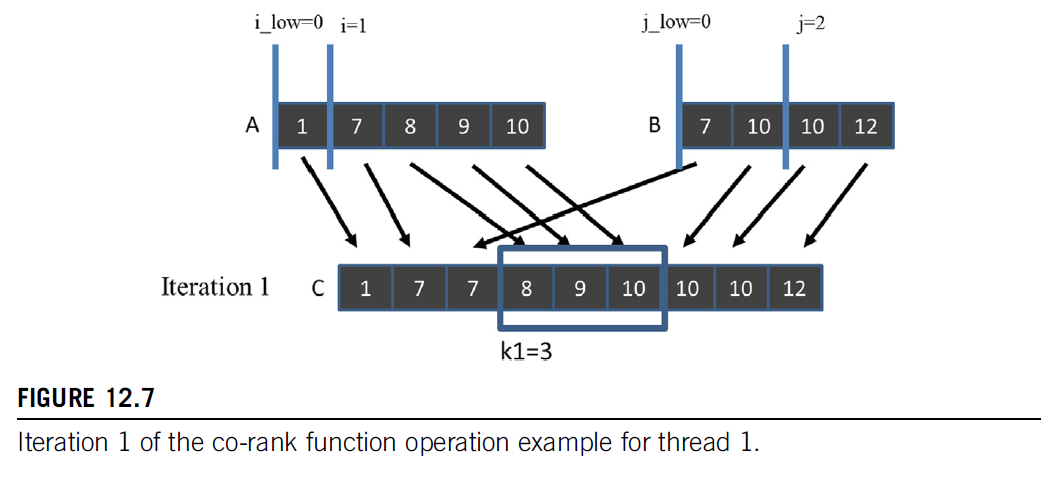 i_low=0 i=1 j_low=0 j=2
A 1 7 8 9 10 B 7 10 10 12
Iteration 1 C 1 7 7 8 9 10 10 10 12
k1=3
FIGURE 12.7
Iteration 1 of the co-rank function operation example for thread 1.